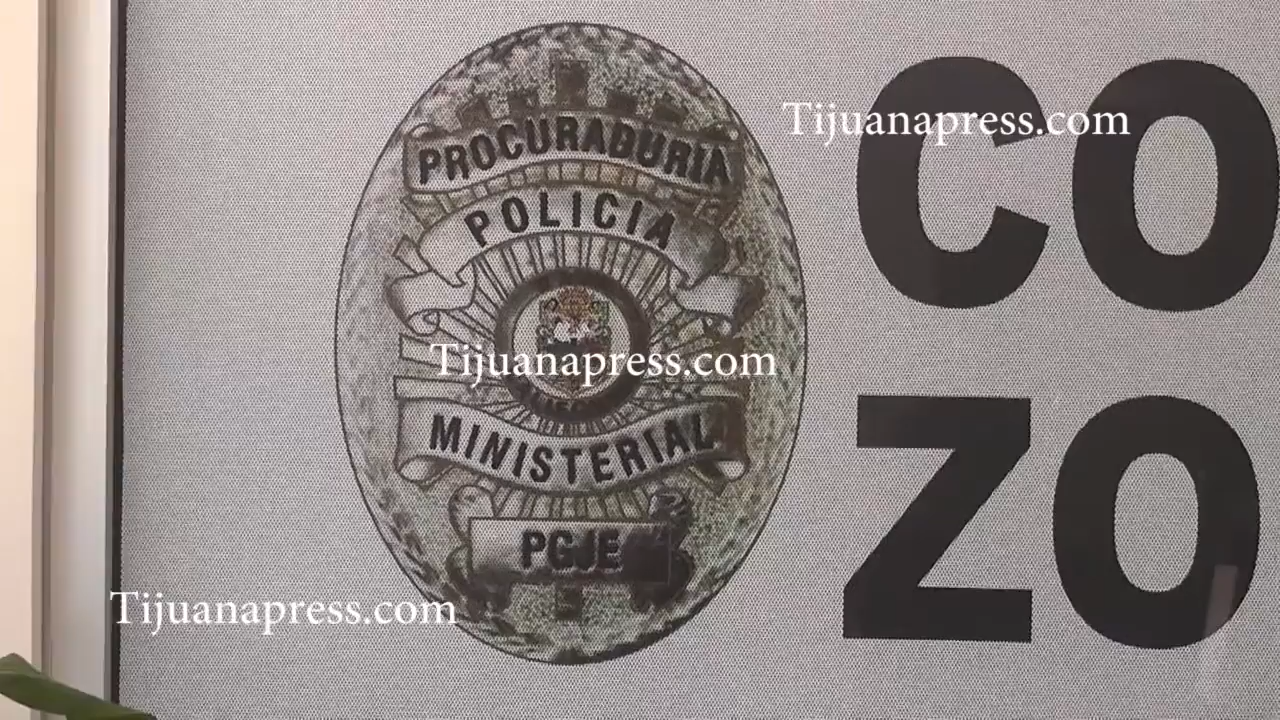 PROCURADURIA
POLICIA
MINISTERIAL
PGJE
CO
ZO
Tijuanapress.com
Tijuanapress.com
Tijuanapress.com